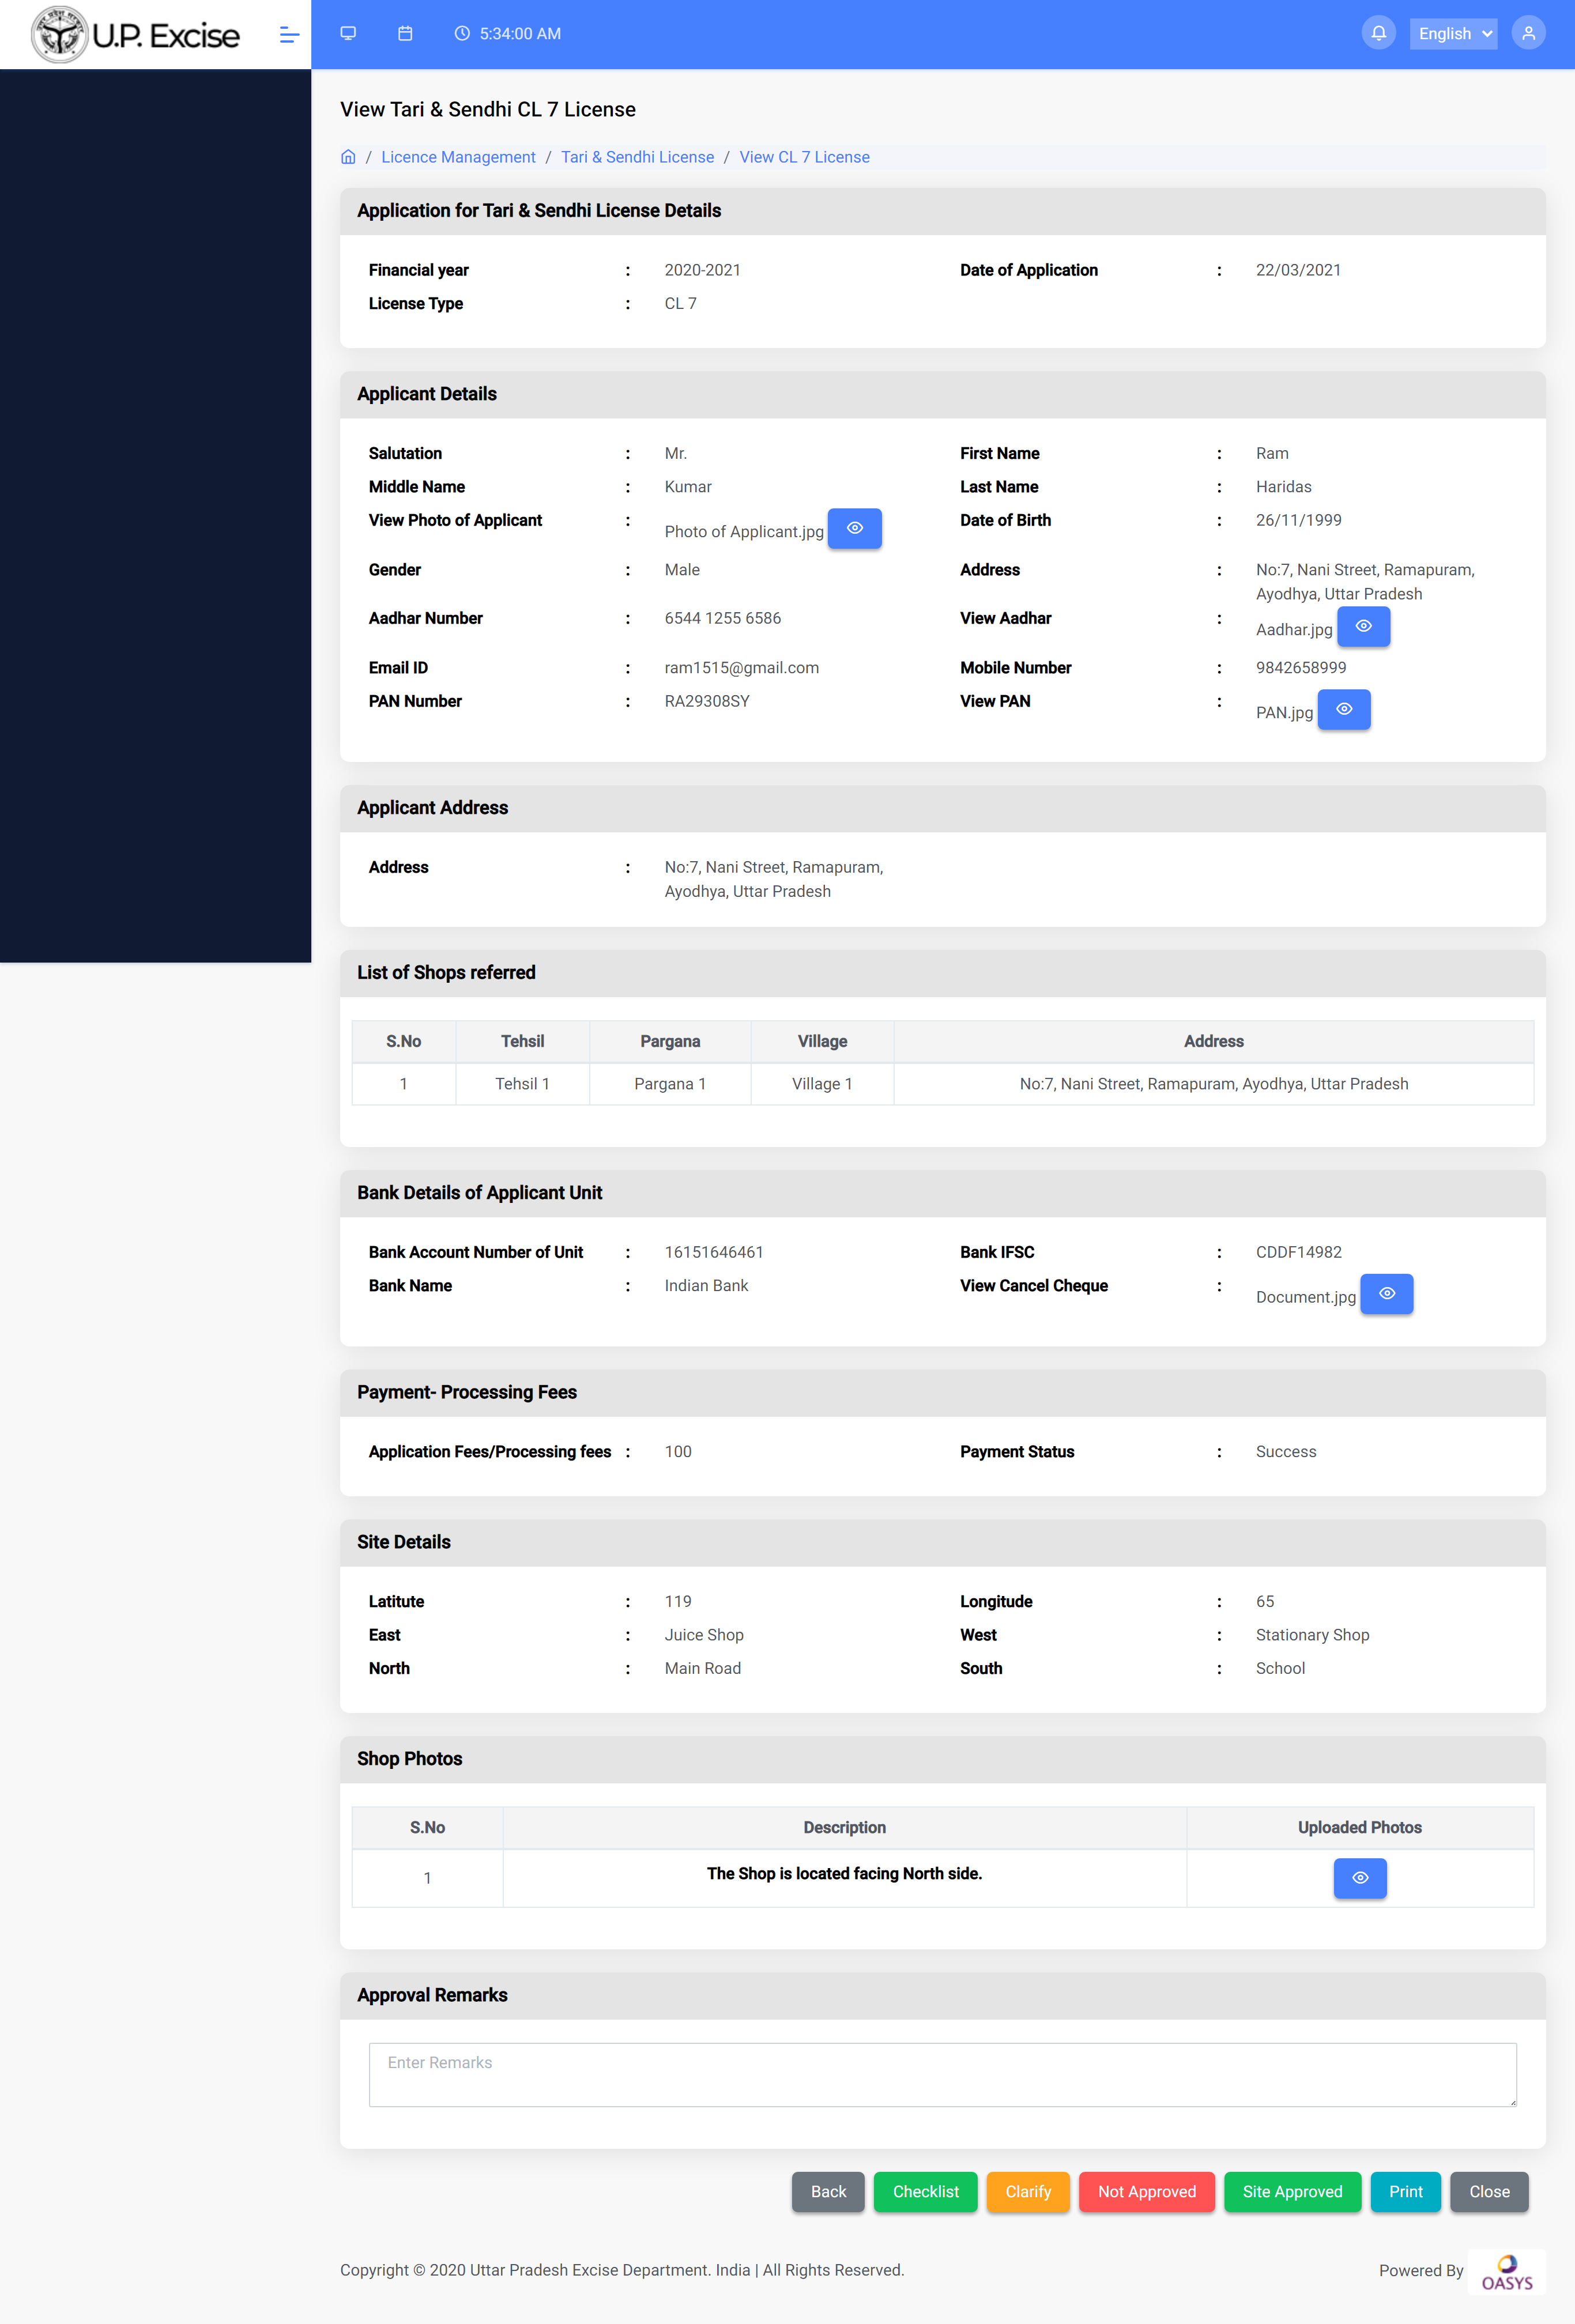 U.P. Excise
5:34:00 AM
English
View Tari & Sendhi CL 7 License
/ Licence Management / Tari & Sendhi License / View CL 7 License
Application for Tari & Sendhi License Details
Financial year : 2020-2021 Date of Application : 22/03/2021
License Type : CL 7
Applicant Details
Salutation : Mr. First Name : Ram
Middle Name : Kumar Last Name : Haridas
View Photo of Applicant : Photo of Applicant.jpg Date of Birth : 26/11/1999
Gender : Male Address : No:7, Nani Street, Ramapuram,
Ayodhya, Uttar Pradesh
Aadhar Number : 6544 1255 6586 View Aadhar : Aadhar.jpg
Email ID : ram1515@gmail.com Mobile Number : 9842658999
PAN Number : RA29308SY View PAN : PAN.jpg
Applicant Address
Address : No:7, Nani Street, Ramapuram,
Ayodhya, Uttar Pradesh
List of Shops referred
S.No Tehsil Pargana Village Address
1 Tehsil 1 Pargana 1 Village 1 No:7, Nani Street, Ramapuram, Ayodhya, Uttar Pradesh
Bank Details of Applicant Unit
Bank Account Number of Unit : 16151646461 Bank IFSC : CDDF14982
Bank Name : Indian Bank View Cancel Cheque : Document.jpg
Payment- Processing Fees
Application Fees/Processing fees : 100 Payment Status : Success
Site Details
Latitute : 119 Longitude : 65
East : Juice Shop West : Stationary Shop
North : Main Road South : School
Shop Photos
S.No Description Uploaded Photos
1 The Shop is located facing North side.
Approval Remarks
Enter Remarks
Back Checklist Clarify Not Approved Site Approved Print Close
Copyright © 2020 Uttar Pradesh Excise Department. India | All Rights Reserved. Powered By OASYS